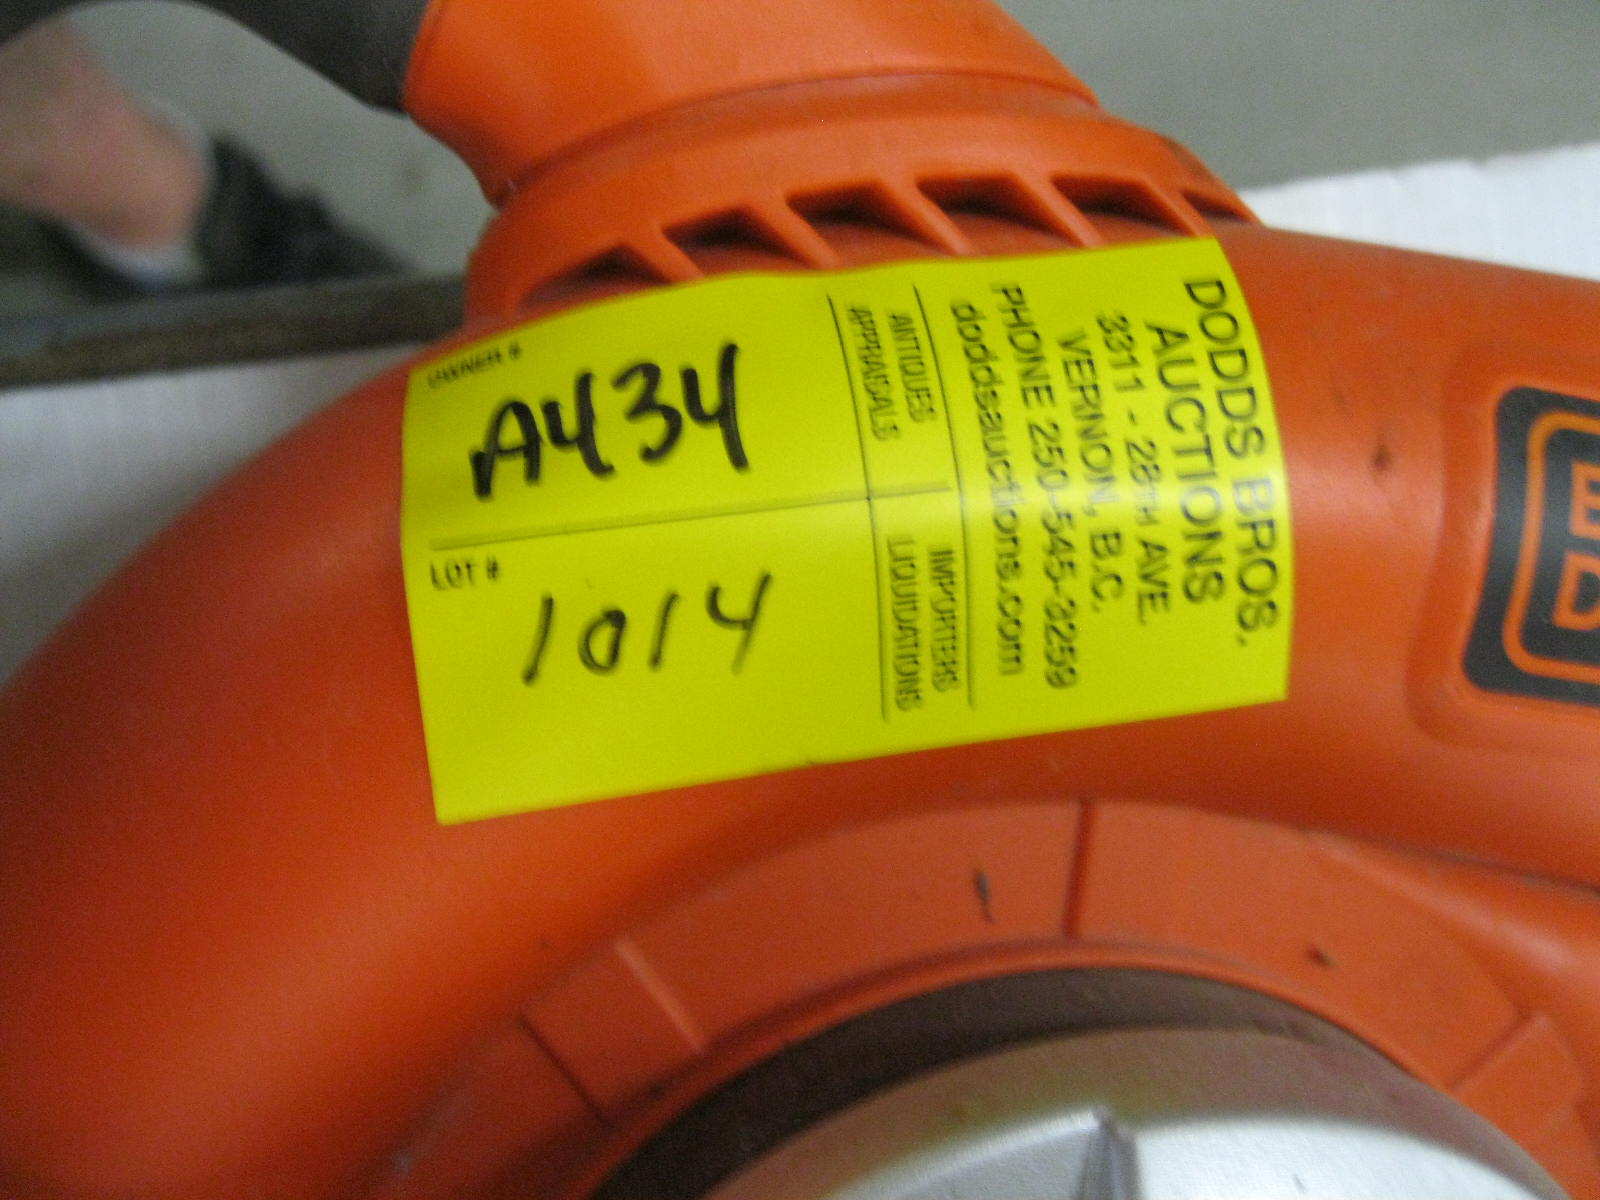 OWNER #
A434
LOT #
1014
DODDS BROS.
AUCTIONS
3311 - 28TH AVE.
VERNON, B.C.
PHONE 250-545-3259
doddsauctions.com
ANTIQUES
APPRAISALS
IMPORTERS
LIQUIDATIONS
B
D